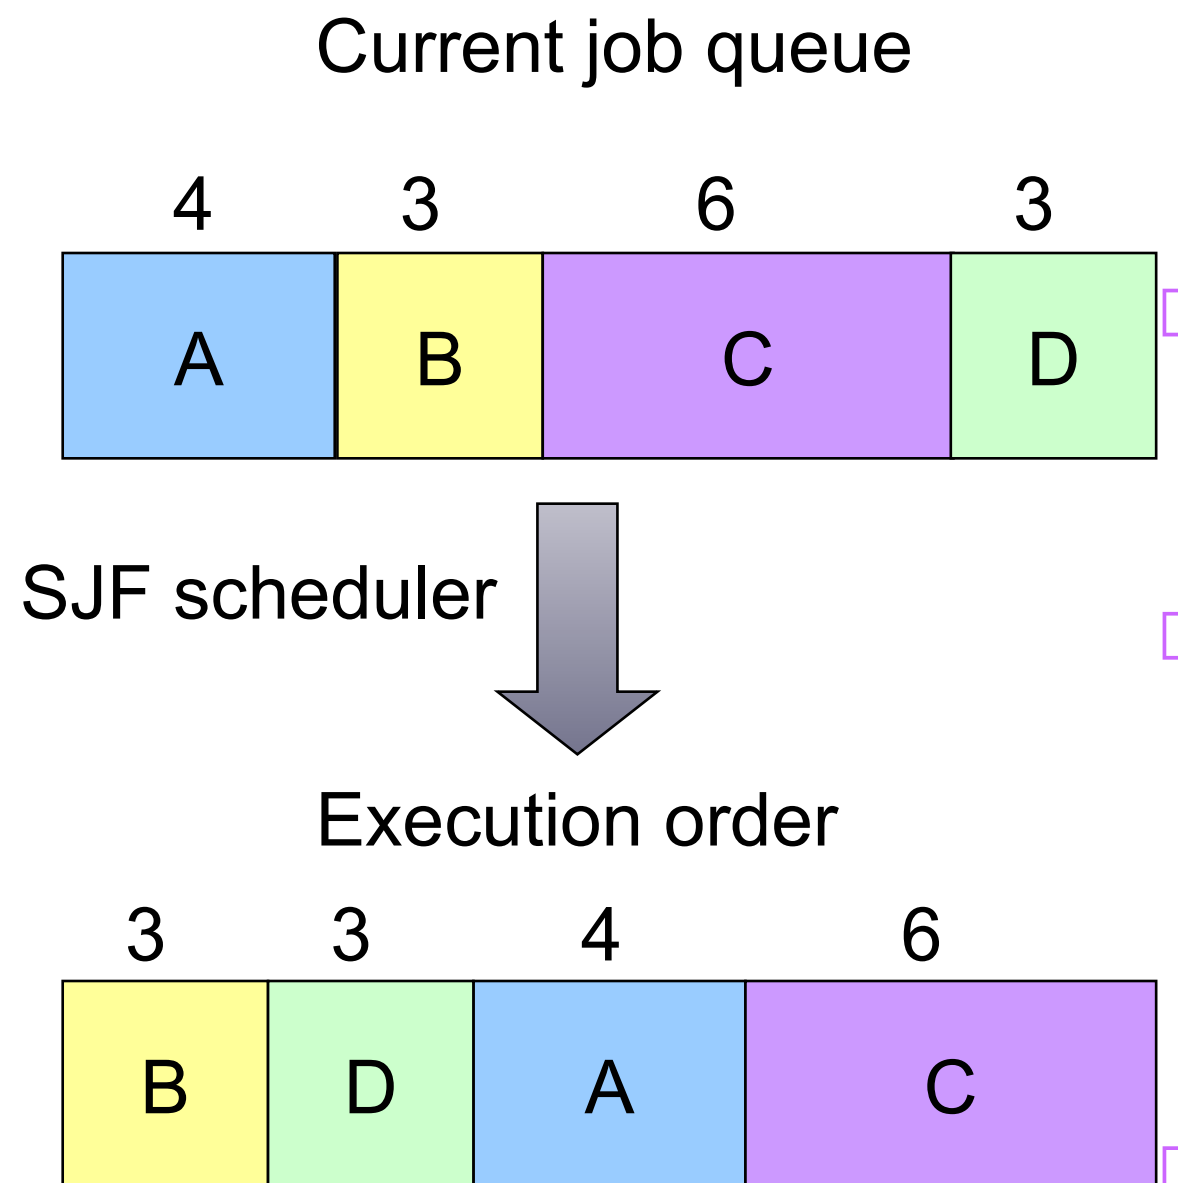 Current job queue
4 3 6 3
A B C D
SJF scheduler
Execution order
3 3 4 6
B D A C